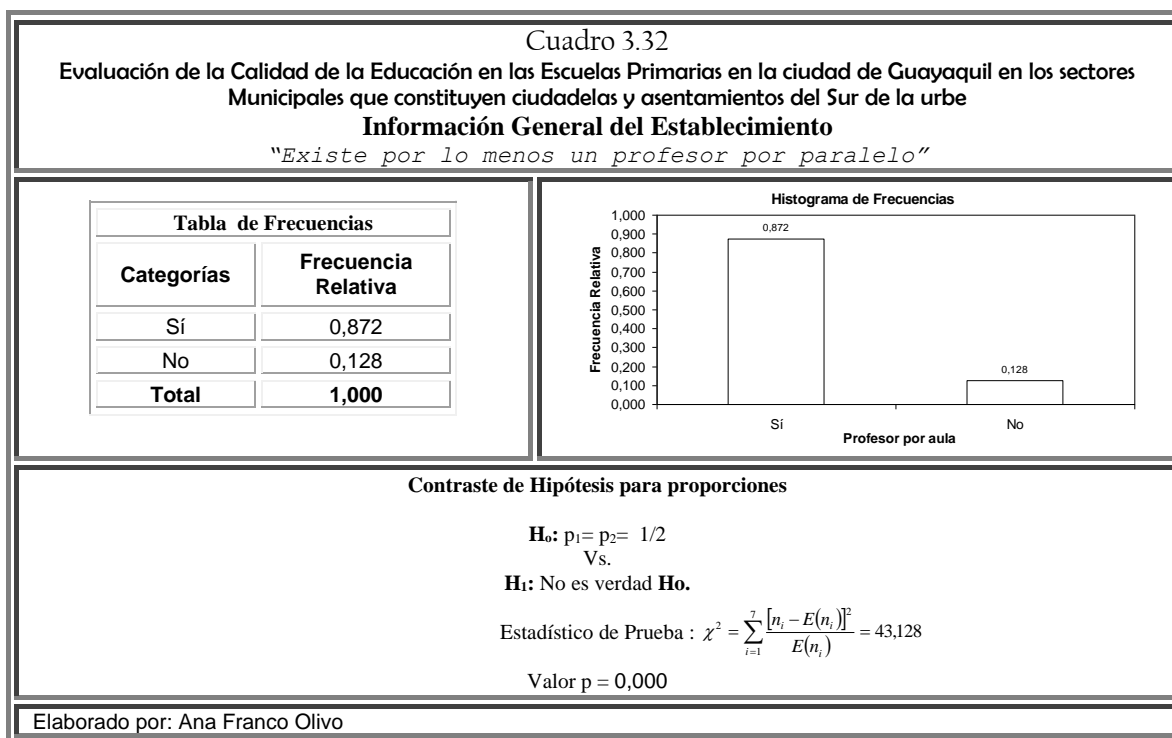 Cuadro 3.32
Evaluación de la Calidad de la Educación en las Escuelas Primarias en la ciudad de Guayaquil en los sectores
Municipales que constituyen ciudadelas y asentamientos del Sur de la urbe
Información General del Establecimiento
“Existe por lo menos un profesor por paralelo”
Tabla de Frecuencias
Categorías Frecuencia Relativa
Sí 0,872
No 0,128
Total 1,000
Histograma de Frecuencias
Frecuencia Relativa
1,000
0,900
0,800
0,700
0,600
0,500
0,400
0,300
0,200
0,100
0,000
0,872
0,128
Sí No
Profesor por aula
Contraste de Hipótesis para proporciones
Ho: p1= p2= 1/2
Vs.
H1: No es verdad Ho.
Estadístico de Prueba : χ² = ∑_{i=1}^{7} [n_i − E(n_i)]² / E(n_i) = 43,128
Valor p = 0,000
Elaborado por: Ana Franco Olivo